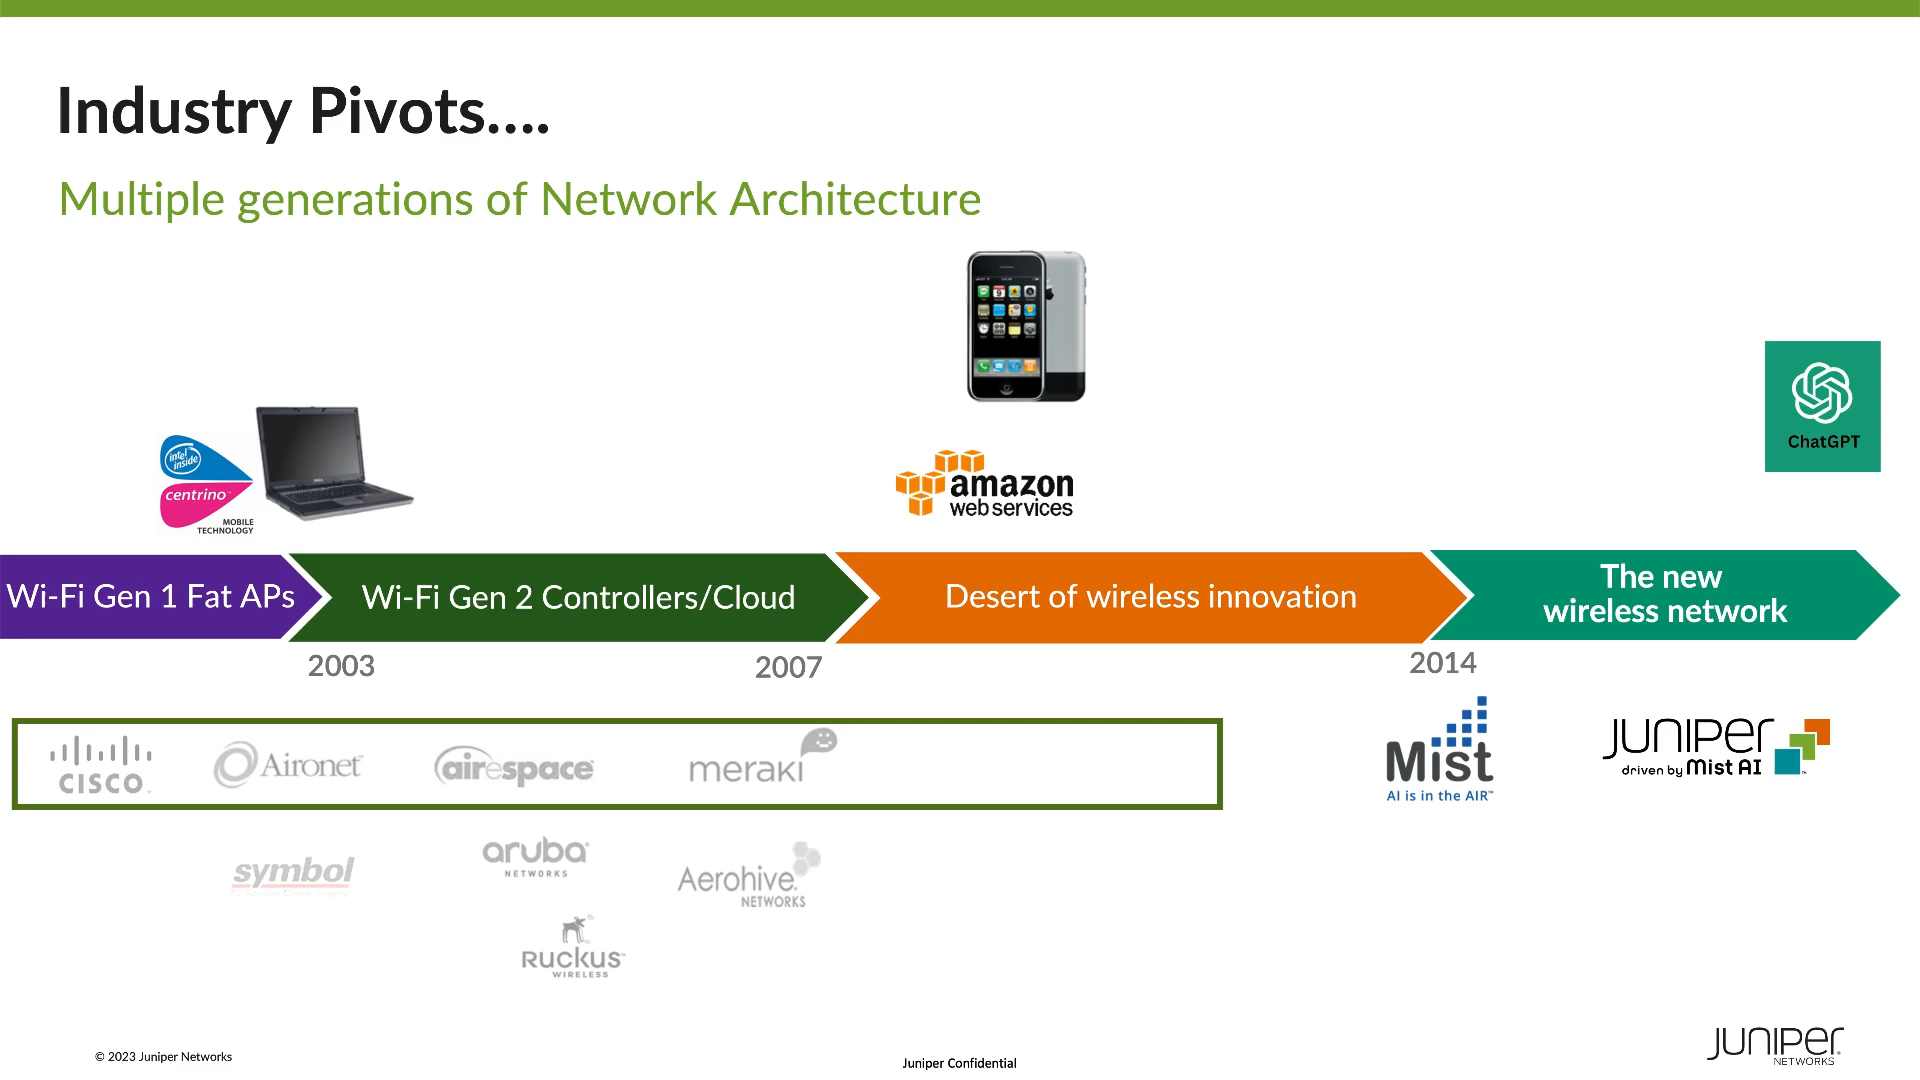 Industry Pivots....
Multiple generations of Network Architecture
ChatGPT
intel
inside
centrino
MOBILE
TECHNOLOGY
amazon
web services
Wi-Fi Gen 1 Fat APs
Wi-Fi Gen 2 Controllers/Cloud
Desert of wireless innovation
The new
wireless network
2003
2007
2014
CISCO
Aironet
airespace
meraki
Mist
AI is in the AIR™
JUNIPEr
driven by Mist AI
symbol
aruba
NETWORKS
Aerohive
NETWORKS
RUCKUS
WIRELESS
© 2023 Juniper Networks
Juniper Confidential
JUNIPEr
NETWORKS